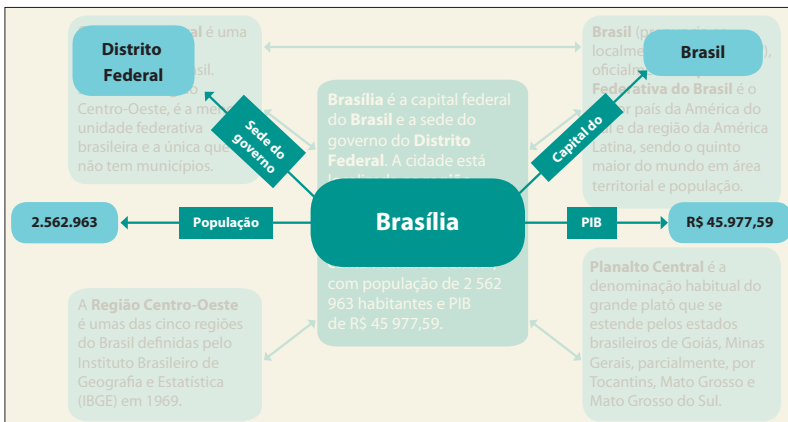 Distrito
Federal
al é uma
sil.
Centro-Oeste, é a
unidade federativa
brasileira e a única que
não tem municípios.
Brasil
Brasil
localmente
oficialmente
Federativa do Brasil é o
país da América do
e da região da América
Latina, sendo o quinto
maior do mundo em área
territorial e população.
Brasília é a capital federal
do Brasil e a sede do
governo do Distrito
Federal. A cidade está
Sede do
governo
Capital do
2.562.963
População
Brasília
PIB
R$ 45.977,59
com população de 2 562
963 habitantes e PIB
de R$ 45 977,59.
A Região Centro-Oeste
é umas das cinco regiões
do Brasil definidas pelo
Instituto Brasileiro de
Geografia e Estatística
(IBGE) em 1969.
Planalto Central é a
denominação habitual do
grande platô que se
estende pelos estados
brasileiros de Goiás, Minas
Gerais, parcialmente, por
Tocantins, Mato Grosso e
Mato Grosso do Sul.